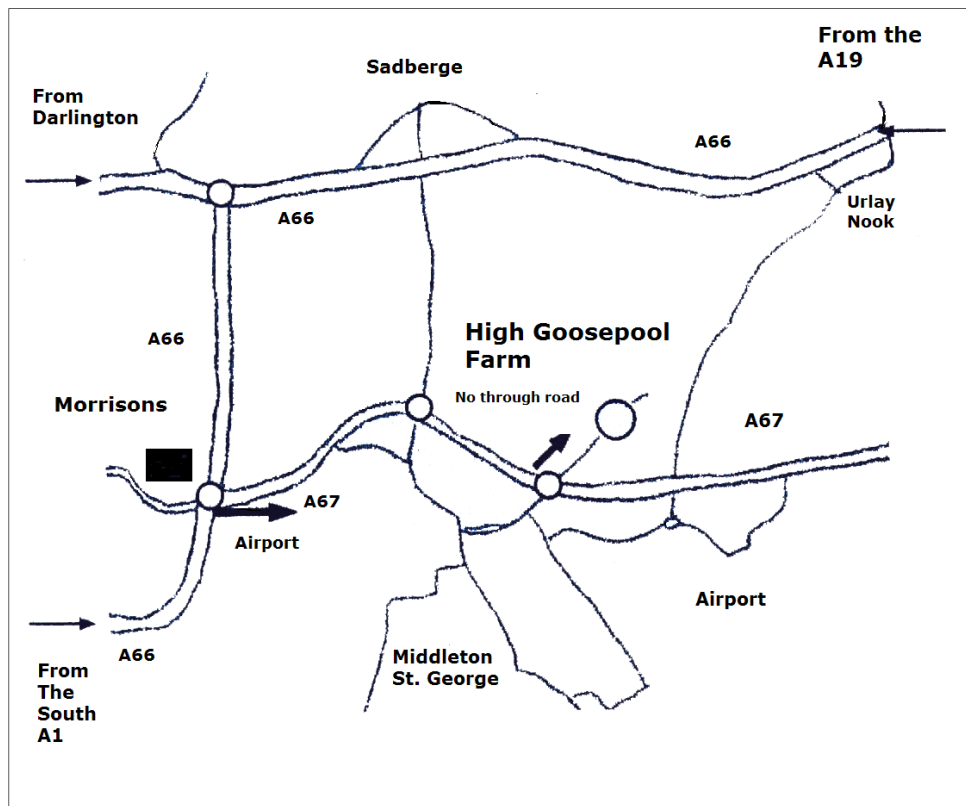 From the
A19
Sadberge
From
Darlington
A66
A66
Urlay
Nook
A66
High Goosepool
Farm
No through road
Morrisons
A67
A67
Airport
Airport
A66
Middleton
St. George
From
The
South
A1